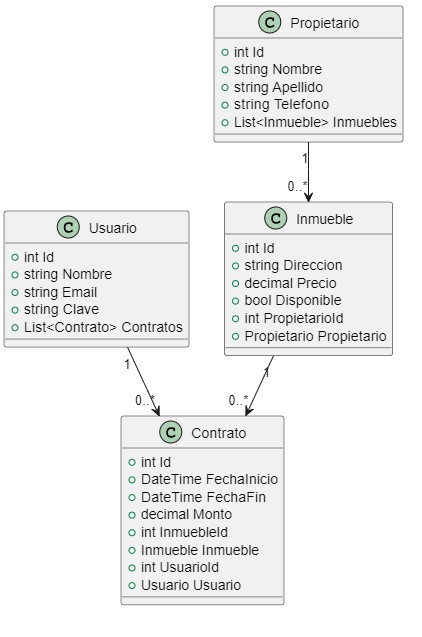 C Propietario
int Id
string Nombre
string Apellido
string Telefono
List<Inmueble> Inmuebles
1
0..*
C Usuario
int Id
string Nombre
string Email
string Clave
List<Contrato> Contratos
C Inmueble
int Id
string Direccion
decimal Precio
bool Disponible
int PropietarioId
Propietario Propietario
1
1
0..*
0..*
C Contrato
int Id
DateTime FechaInicio
DateTime FechaFin
decimal Monto
int InmuebleId
Inmueble Inmueble
int UsuarioId
Usuario Usuario